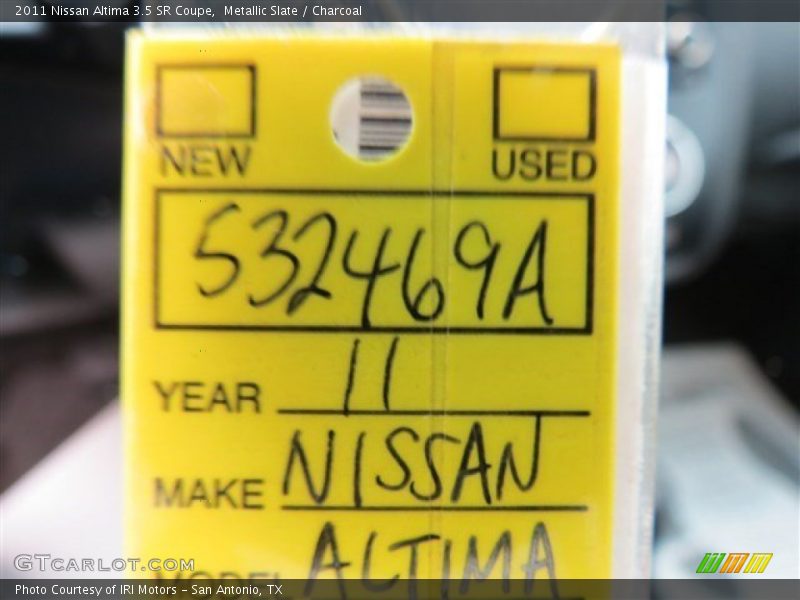 2011 Nissan Altima 3.5 SR Coupe,  Metallic Slate / Charcoal
NEW USED
532469A
YEAR 11
MAKE NISSAN
MODEL ALTIMA
GTCarLot.com
Photo Courtesy of IRI Motors – San Antonio, TX